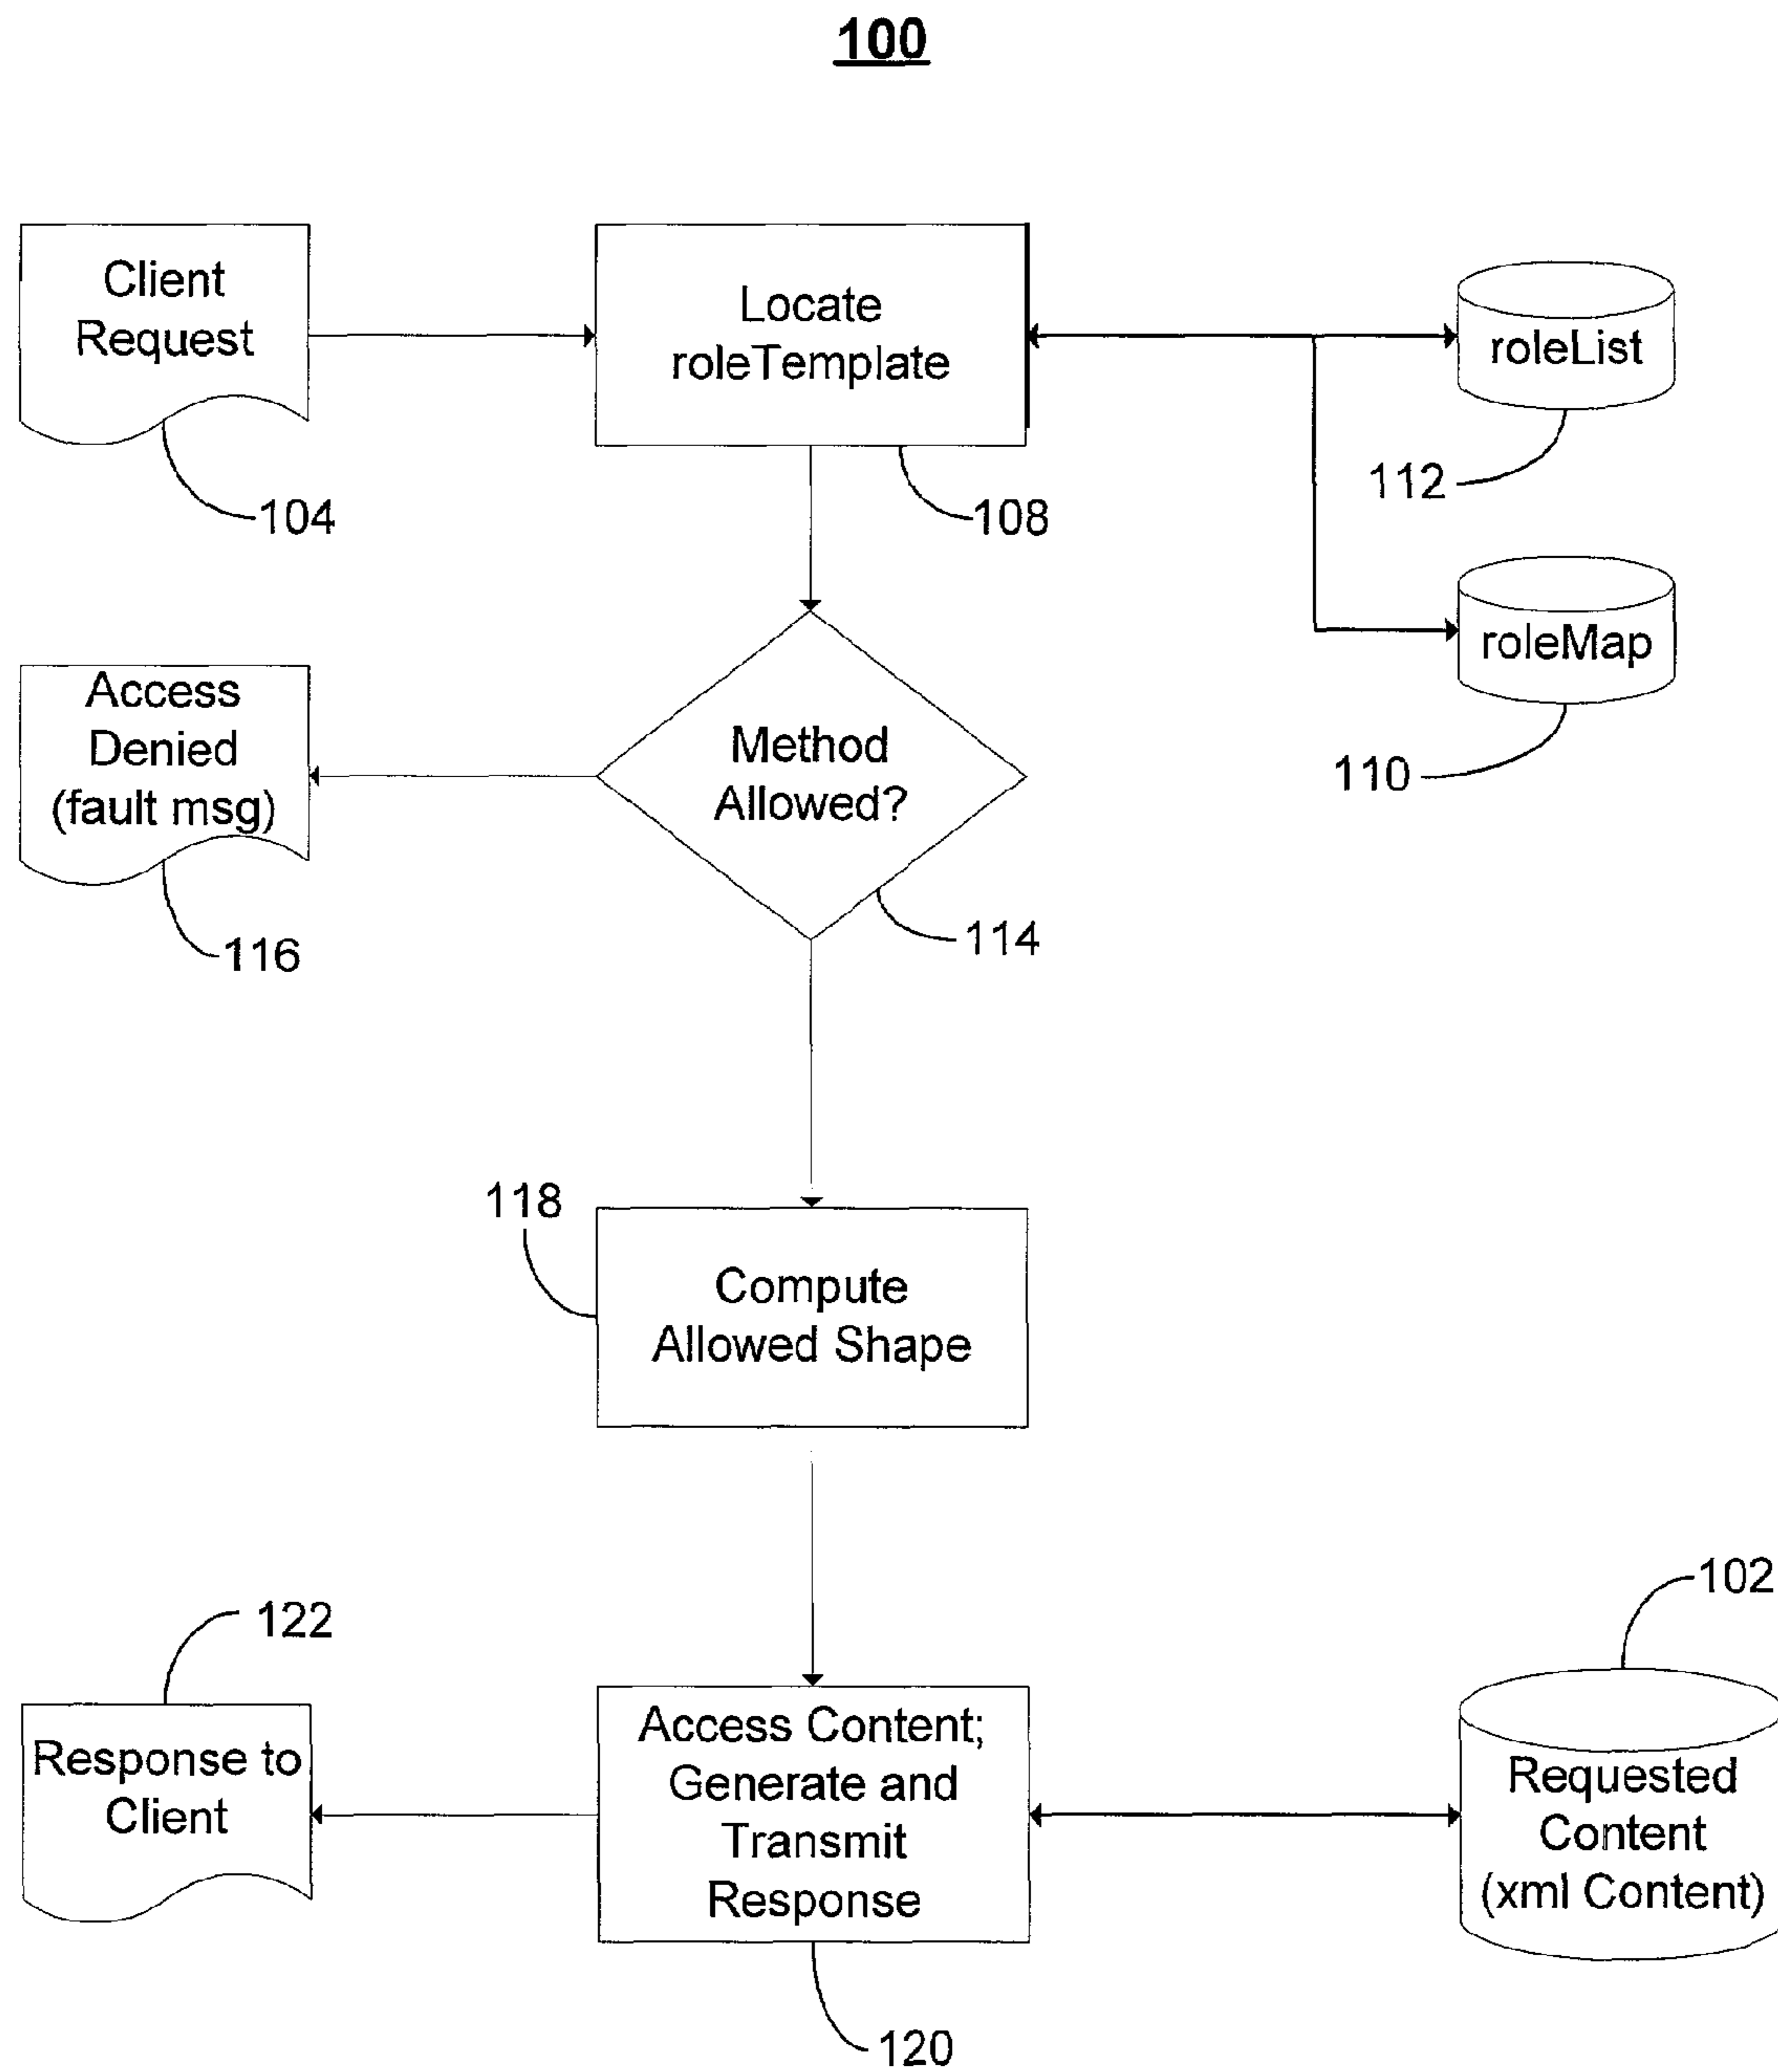 100
Client
Request
104
Locate
roleTemplate
108
roleList
112
roleMap
110
Access
Denied
(fault msg)
116
Method
Allowed?
114
118
Compute
Allowed Shape
122
Response to
Client
Access Content;
Generate and
Transmit
Response
120
102
Requested
Content
(xml Content)